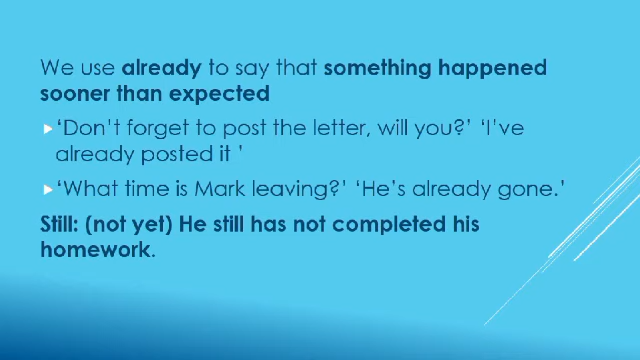 We use already to say that something happened
sooner than expected
‘Don’t forget to post the letter, will you?’ ‘I’ve
already posted it ’
‘What time is Mark leaving?’ ‘He’s already gone.’
Still: (not yet) He still has not completed his
homework.